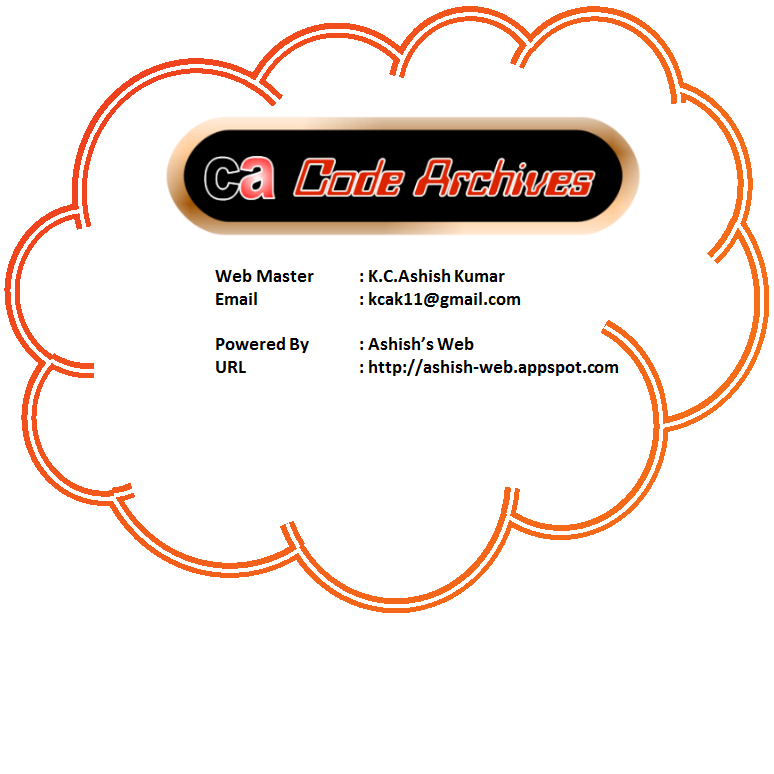 ca Code Archives
Web Master : K.C.Ashish Kumar
Email : kcak11@gmail.com
Powered By : Ashish’s Web
URL : http://ashish-web.appspot.com